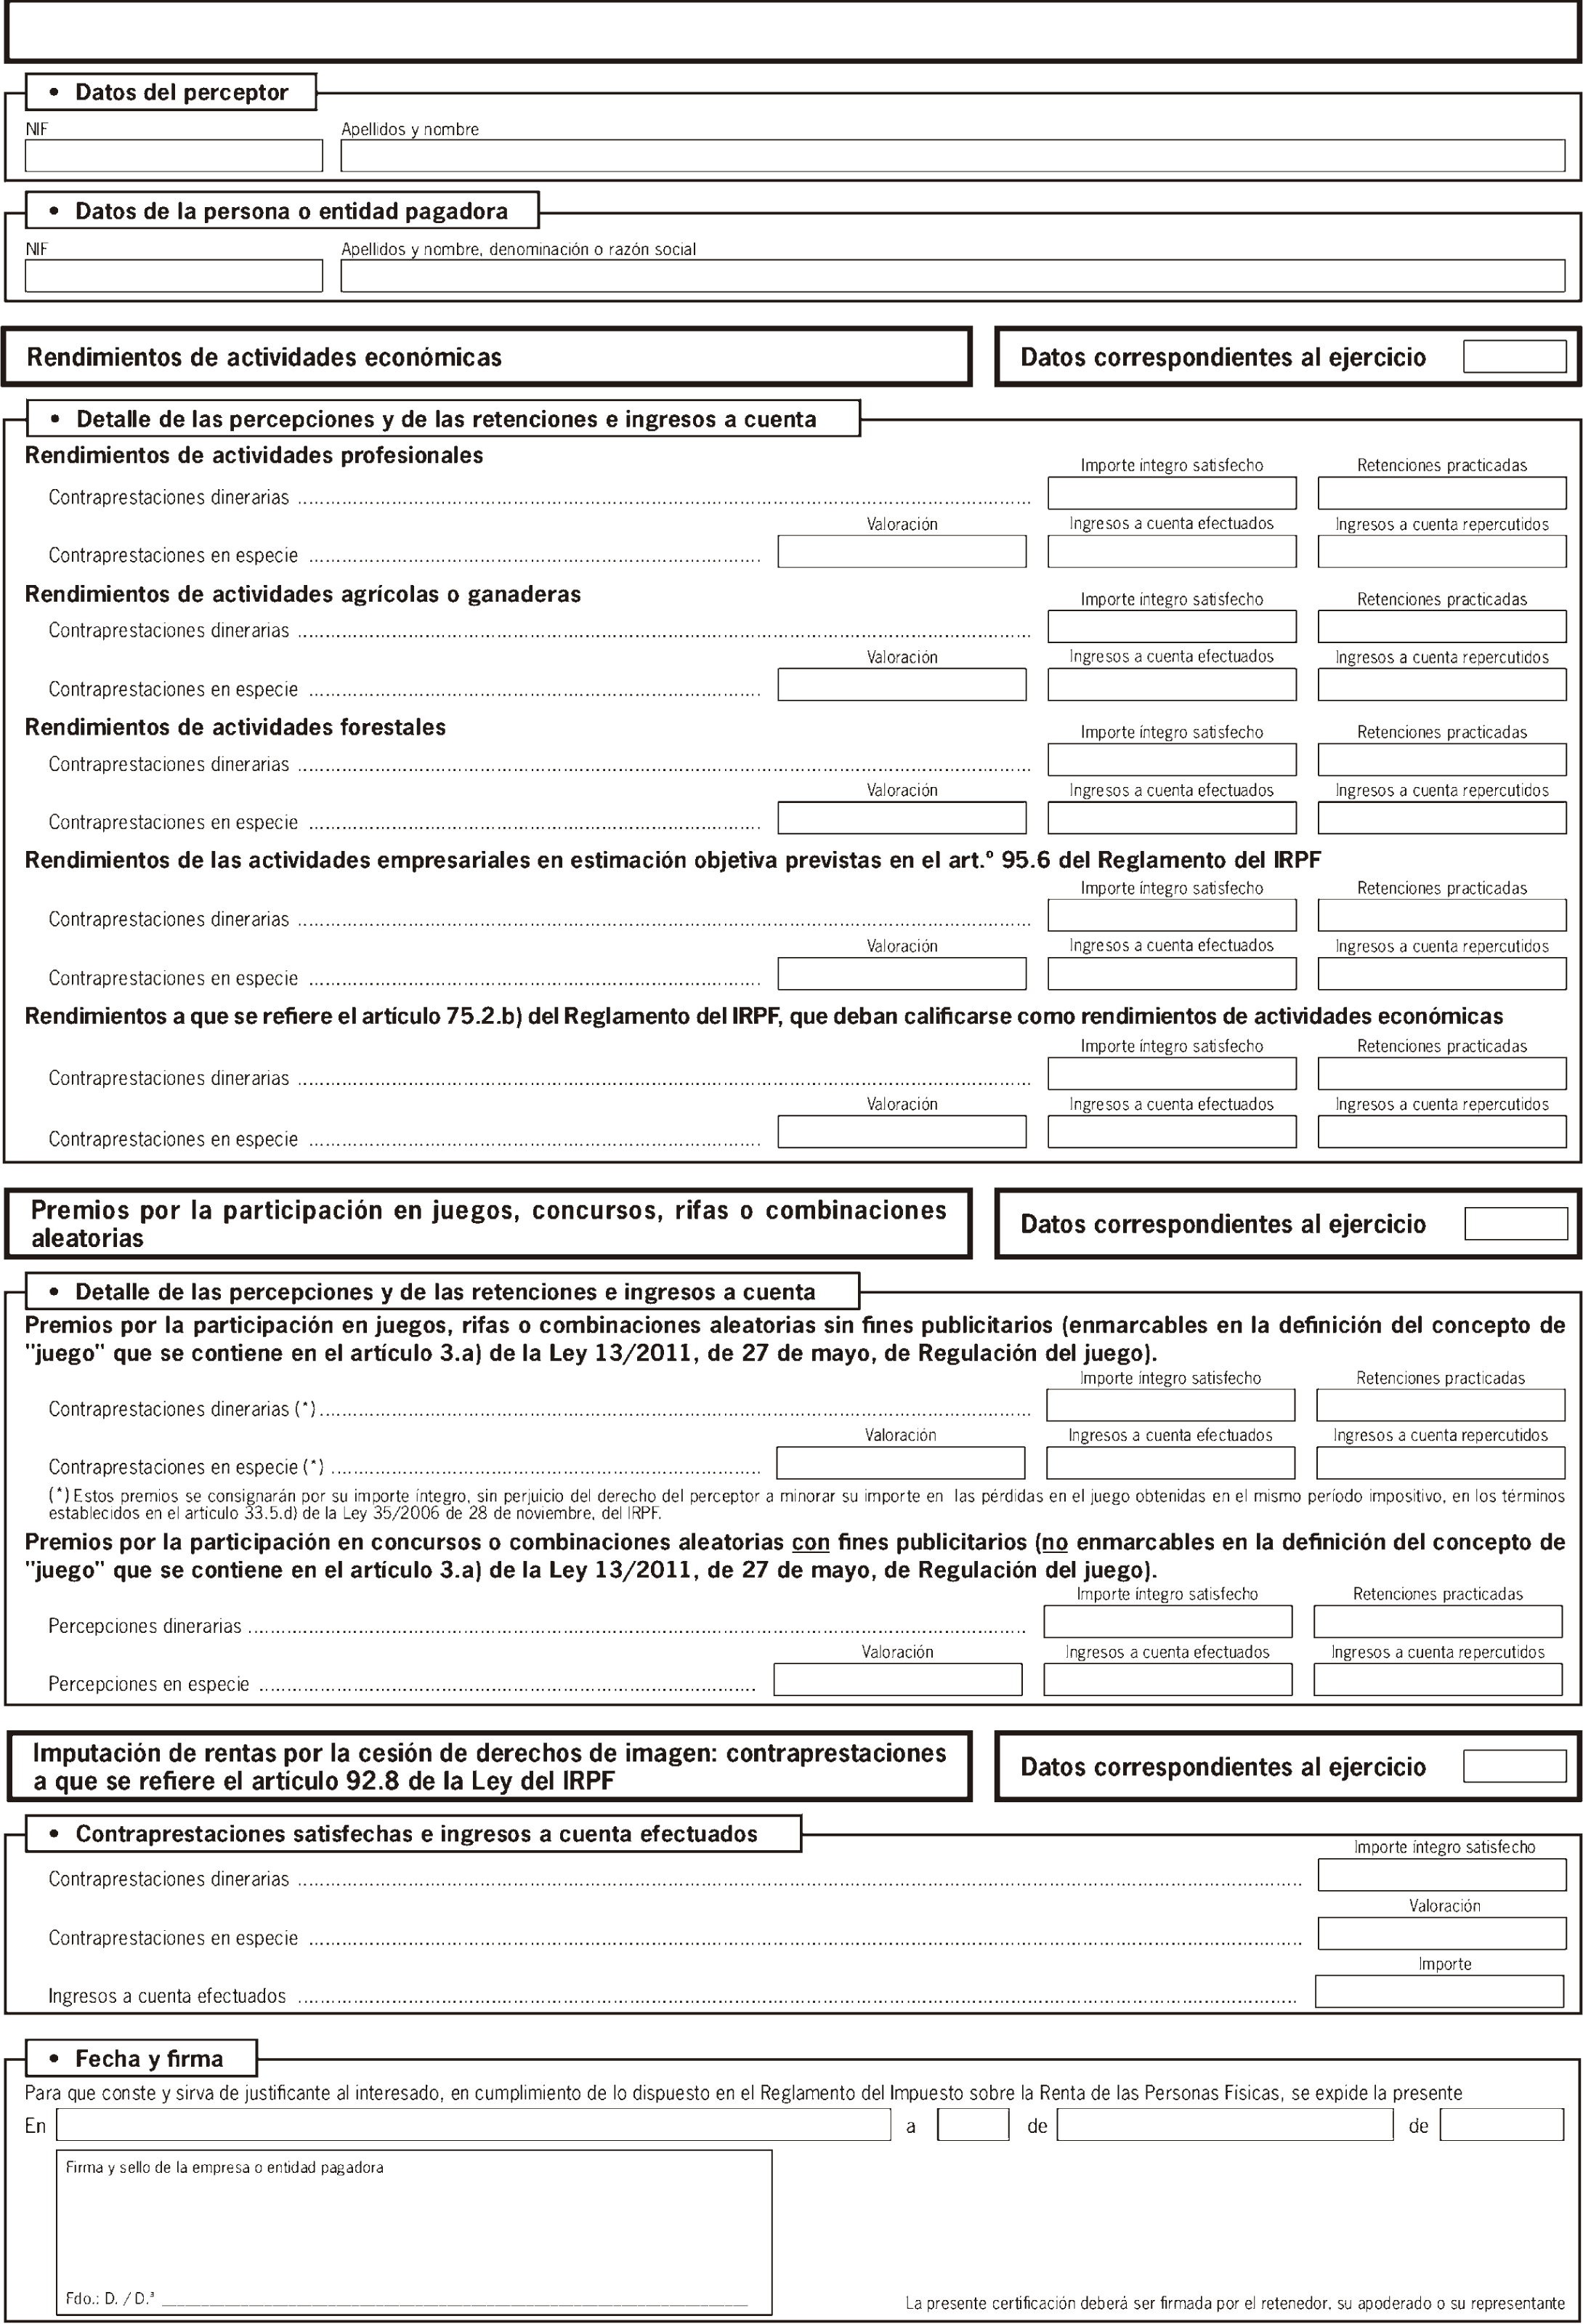 • Datos del perceptor
NIF Apellidos y nombre
• Datos de la persona o entidad pagadora
NIF Apellidos y nombre, denominación o razón social
Rendimientos de actividades económicas Datos correspondientes al ejercicio
• Detalle de las percepciones y de las retenciones e ingresos a cuenta
Rendimientos de actividades profesionales
Importe íntegro satisfecho Retenciones practicadas
Contraprestaciones dinerarias
Valoración Ingresos a cuenta efectuados Ingresos a cuenta repercutidos
Contraprestaciones en especie
Rendimientos de actividades agrícolas o ganaderas
Importe íntegro satisfecho Retenciones practicadas
Contraprestaciones dinerarias
Valoración Ingresos a cuenta efectuados Ingresos a cuenta repercutidos
Contraprestaciones en especie
Rendimientos de actividades forestales
Importe íntegro satisfecho Retenciones practicadas
Contraprestaciones dinerarias
Valoración Ingresos a cuenta efectuados Ingresos a cuenta repercutidos
Contraprestaciones en especie
Rendimientos de las actividades empresariales en estimación objetiva previstas en el art.º 95.6 del Reglamento del IRPF
Importe íntegro satisfecho Retenciones practicadas
Contraprestaciones dinerarias
Valoración Ingresos a cuenta efectuados Ingresos a cuenta repercutidos
Contraprestaciones en especie
Rendimientos a que se refiere el artículo 75.2.b) del Reglamento del IRPF, que deban calificarse como rendimientos de actividades económicas
Importe íntegro satisfecho Retenciones practicadas
Contraprestaciones dinerarias
Valoración Ingresos a cuenta efectuados Ingresos a cuenta repercutidos
Contraprestaciones en especie
Premios por la participación en juegos, concursos, rifas o combinaciones
aleatorias
Datos correspondientes al ejercicio
• Detalle de las percepciones y de las retenciones e ingresos a cuenta
Premios por la participación en juegos, rifas o combinaciones aleatorias sin fines publicitarios (enmarcables en la definición del concepto de
"juego" que se contiene en el artículo 3.a) de la Ley 13/2011, de 27 de mayo, de Regulación del juego).
Importe íntegro satisfecho Retenciones practicadas
Contraprestaciones dinerarias (*)
Valoración Ingresos a cuenta efectuados Ingresos a cuenta repercutidos
Contraprestaciones en especie (*)
(*) Estos premios se consignarán por su importe íntegro, sin perjuicio del derecho del perceptor a minorar su importe en las pérdidas en el juego obtenidas en el mismo período impositivo, en los términos
establecidos en el artículo 33.5.d) de la Ley 35/2006 de 28 de noviembre, del IRPF.
Premios por la participación en concursos o combinaciones aleatorias con fines publicitarios (no enmarcables en la definición del concepto de
"juego" que se contiene en el artículo 3.a) de la Ley 13/2011, de 27 de mayo, de Regulación del juego).
Importe íntegro satisfecho Retenciones practicadas
Percepciones dinerarias
Valoración Ingresos a cuenta efectuados Ingresos a cuenta repercutidos
Percepciones en especie
Imputación de rentas por la cesión de derechos de imagen: contraprestaciones
a que se refiere el artículo 92.8 de la Ley del IRPF
Datos correspondientes al ejercicio
• Contraprestaciones satisfechas e ingresos a cuenta efectuados
Importe íntegro satisfecho
Contraprestaciones dinerarias
Valoración
Contraprestaciones en especie
Importe
Ingresos a cuenta efectuados
• Fecha y firma
Para que conste y sirva de justificante al interesado, en cumplimiento de lo dispuesto en el Reglamento del Impuesto sobre la Renta de las Personas Físicas, se expide la presente
En a de de
Firma y sello de la empresa o entidad pagadora
Fdo.: D. / D.ª
La presente certificación deberá ser firmada por el retenedor, su apoderado o su representante